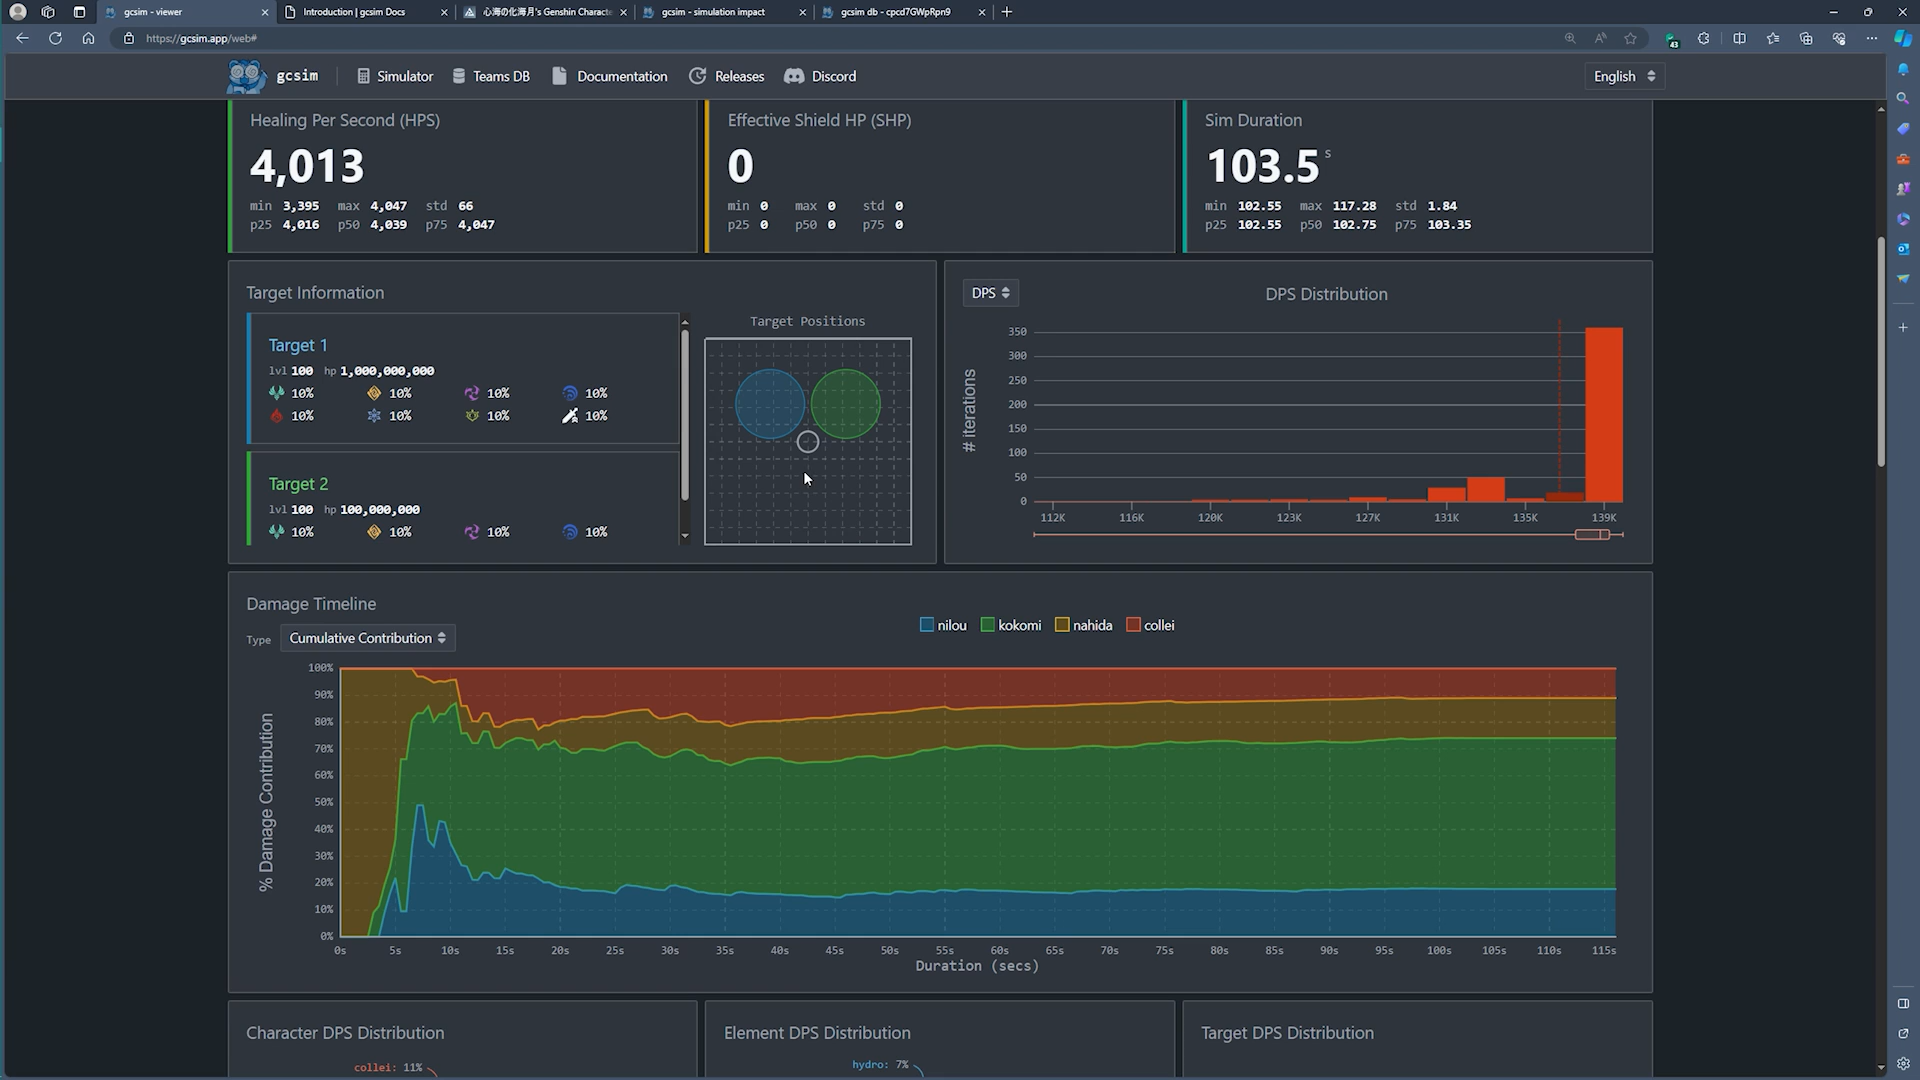 gcsim - viewer
Introduction | gcsim Docs
心海の化海月's Genshin Characte
gcsim - simulation impact
gcsim db - cpcd7GWpRpn9
https://gcsim.app/web#
43
gcsim
Simulator
Teams DB
Documentation
Releases
Discord
English
Healing Per Second (HPS)
4,013
min 3,395 max 4,047 std 66
p25 4,016 p50 4,039 p75 4,047
Effective Shield HP (SHP)
0
min 0 max 0 std 0
p25 0 p50 0 p75 0
Sim Duration
103.5 s
min 102.55 max 117.28 std 1.84
p25 102.55 p50 102.75 p75 103.35
Target Information
Target 1
lvl 100 hp 1,000,000,000
10% 10% 10% 10%
10% 10% 10% 10%
Target 2
lvl 100 hp 100,000,000
10% 10% 10% 10%
Target Positions
DPS
DPS Distribution
# iterations
350
300
250
200
150
100
50
0
112K 116K 120K 123K 127K 131K 135K 139K
Damage Timeline
Type Cumulative Contribution
nilou kokomi nahida collei
% Damage Contribution
100%
90%
80%
70%
60%
50%
40%
30%
20%
10%
0%
0s 5s 10s 15s 20s 25s 30s 35s 40s 45s 50s 55s 60s 65s 70s 75s 80s 85s 90s 95s 100s 105s 110s 115s
Duration (secs)
Character DPS Distribution
collei: 11%
Element DPS Distribution
hydro: 7%
Target DPS Distribution